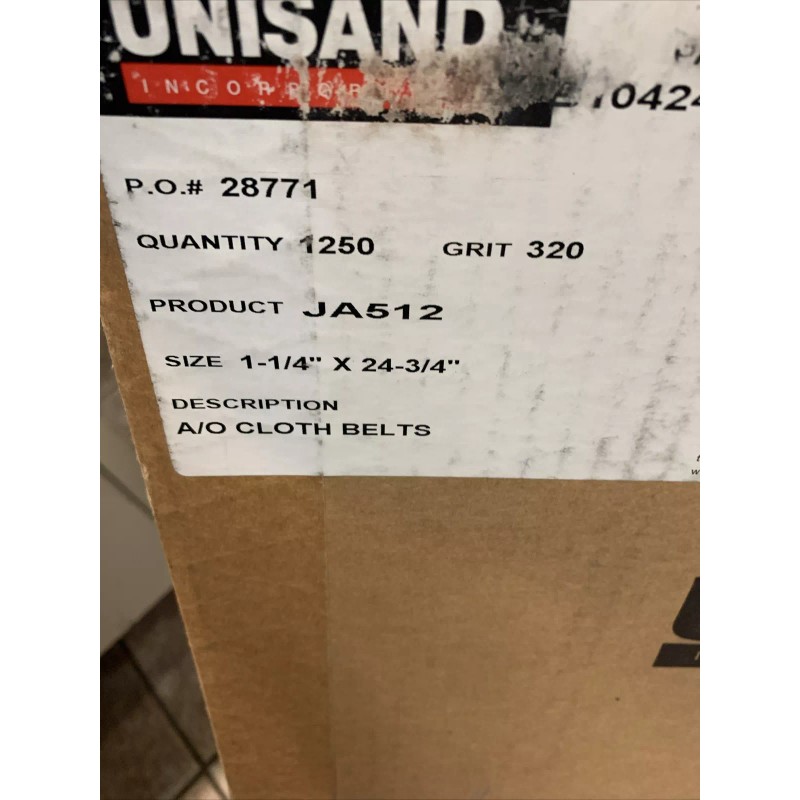 UNISAND
INCORPOR
P.O.# 28771
QUANTITY 1250 GRIT 320
PRODUCT JA512
SIZE 1-1/4" X 24-3/4"
DESCRIPTION
A/O CLOTH BELTS